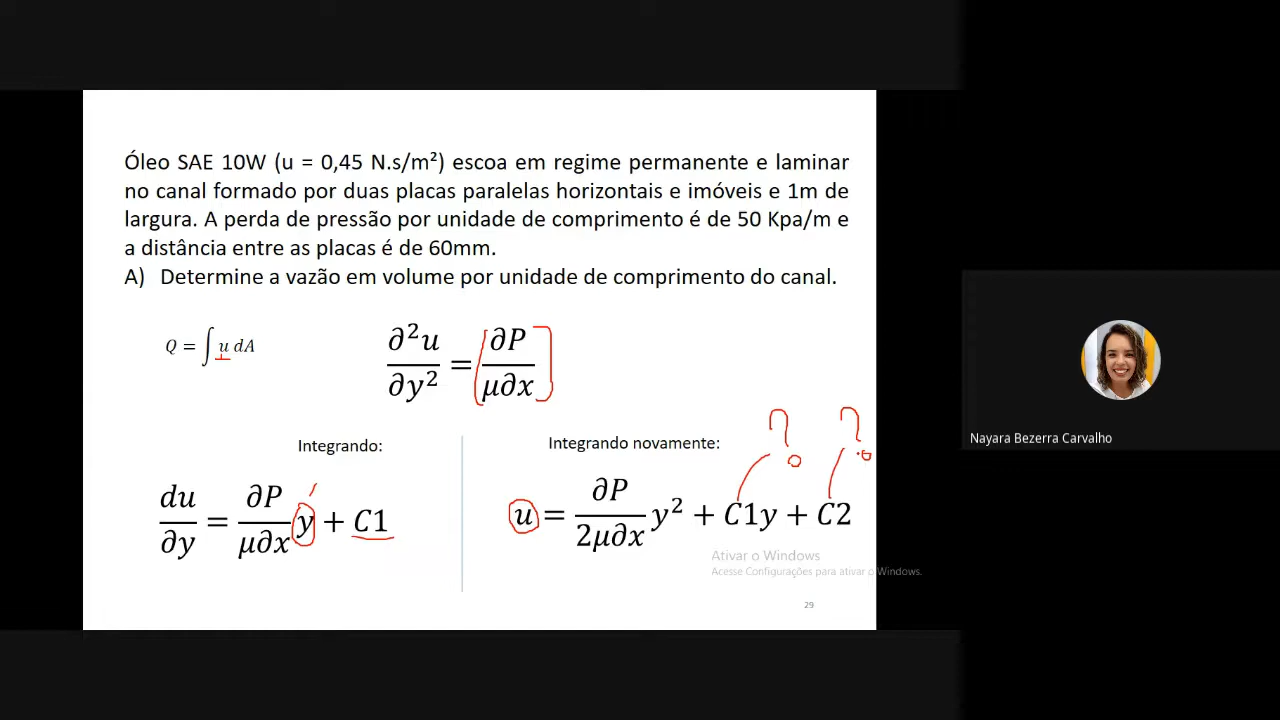 Óleo SAE 10W (u = 0,45 N.s/m²) escoa em regime permanente e laminar
no canal formado por duas placas paralelas horizontais e imóveis e 1m de
largura. A perda de pressão por unidade de comprimento é de 50 Kpa/m e
a distância entre as placas é de 60mm.
A) Determine a vazão em volume por unidade de comprimento do canal.
Q = ∫ u dA
∂²u/∂y² = ∂P/μ∂x
Integrando:
du/∂y = ∂P/μ∂x y + C1
Integrando novamente:
? ?
u = ∂P/2μ∂x y² + C1y + C2
Ativar o Windows
Acesse Configurações para ativar o Windows.
29
Nayara Bezerra Carvalho